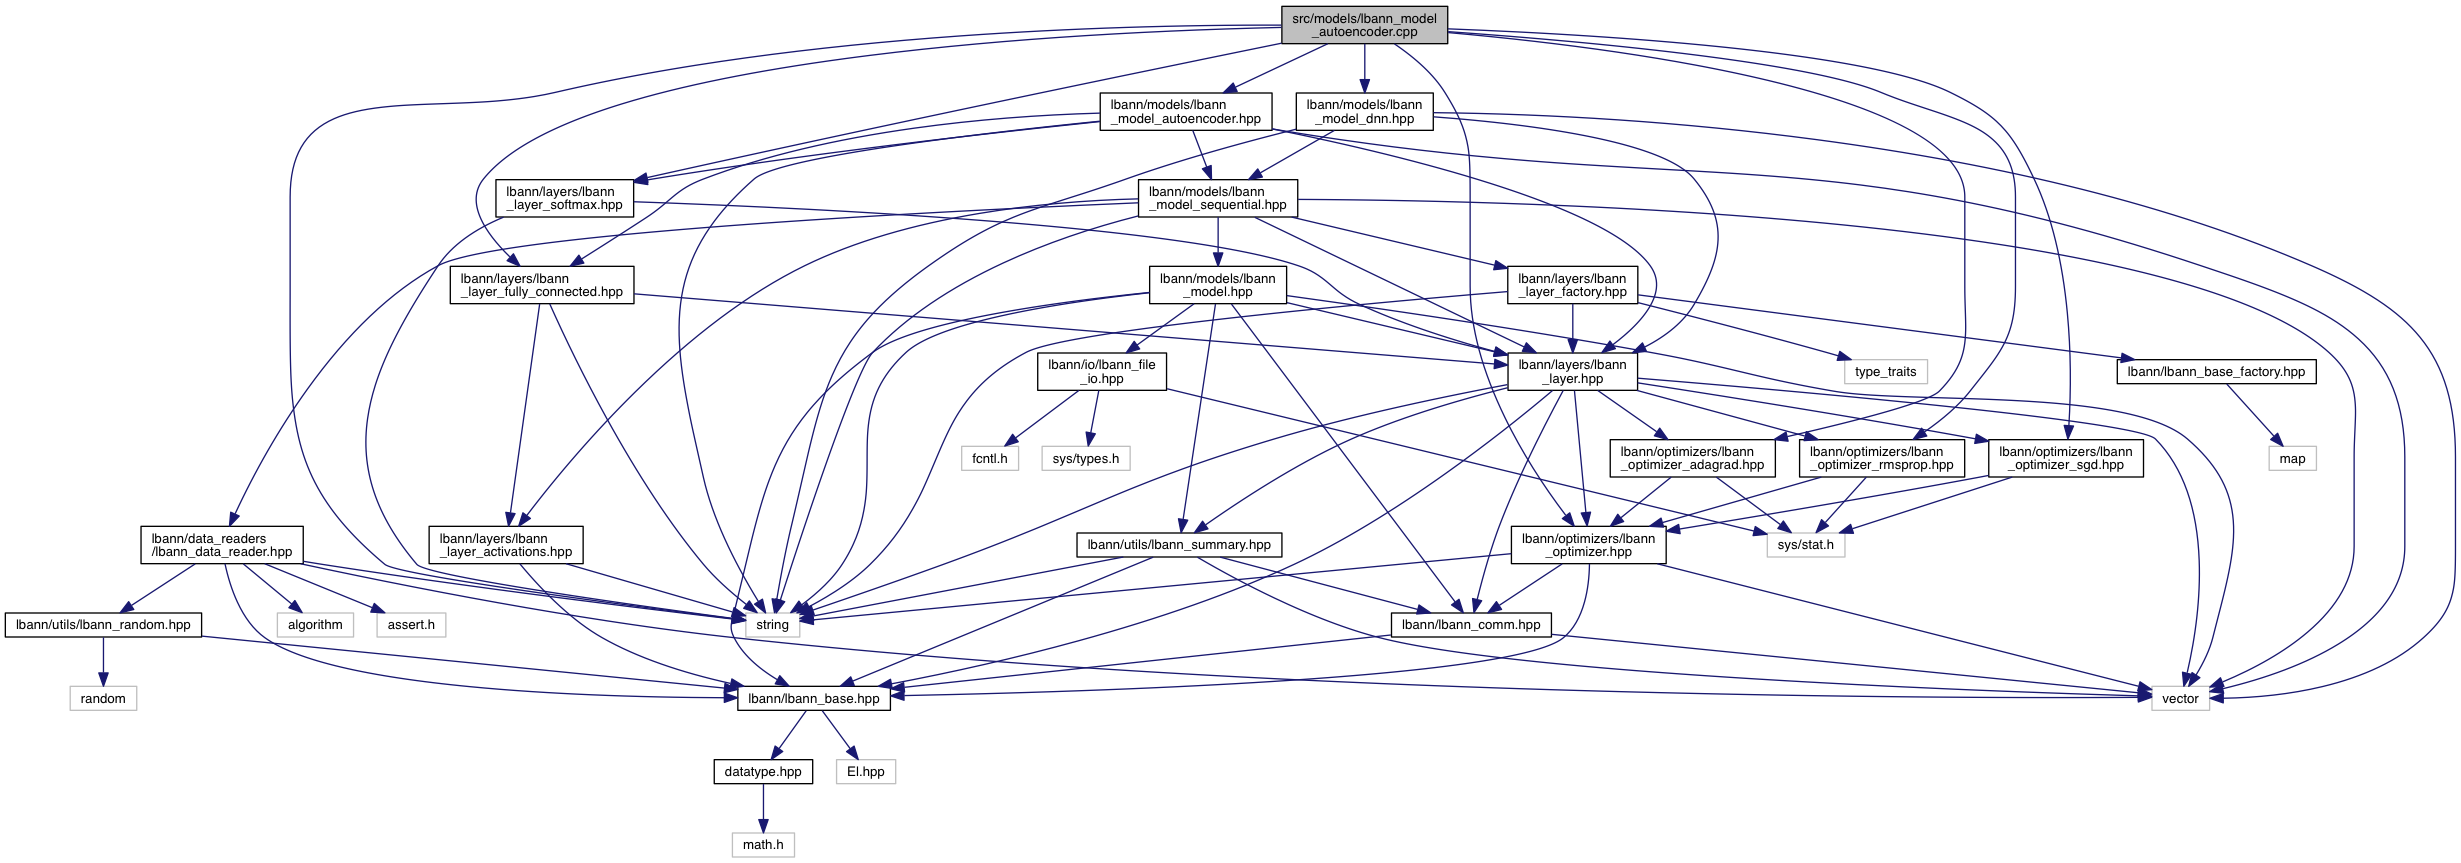 src/models/lbann_model
_autoencoder.cpp
lbann/models/lbann
_model_autoencoder.hpp
lbann/models/lbann
_model_dnn.hpp
lbann/layers/lbann
_layer_softmax.hpp
lbann/models/lbann
_model_sequential.hpp
lbann/layers/lbann
_layer_fully_connected.hpp
lbann/models/lbann
_model.hpp
lbann/layers/lbann
_layer_factory.hpp
lbann/io/lbann_file
_io.hpp
lbann/layers/lbann
_layer.hpp
type_traits
lbann/lbann_base_factory.hpp
fcntl.h
sys/types.h
lbann/optimizers/lbann
_optimizer_adagrad.hpp
lbann/optimizers/lbann
_optimizer_rmsprop.hpp
lbann/optimizers/lbann
_optimizer_sgd.hpp
map
lbann/data_readers
/lbann_data_reader.hpp
lbann/layers/lbann
_layer_activations.hpp
lbann/utils/lbann_summary.hpp
lbann/optimizers/lbann
_optimizer.hpp
sys/stat.h
lbann/utils/lbann_random.hpp
algorithm
assert.h
string
lbann/lbann_comm.hpp
random
lbann/lbann_base.hpp
vector
datatype.hpp
El.hpp
math.h